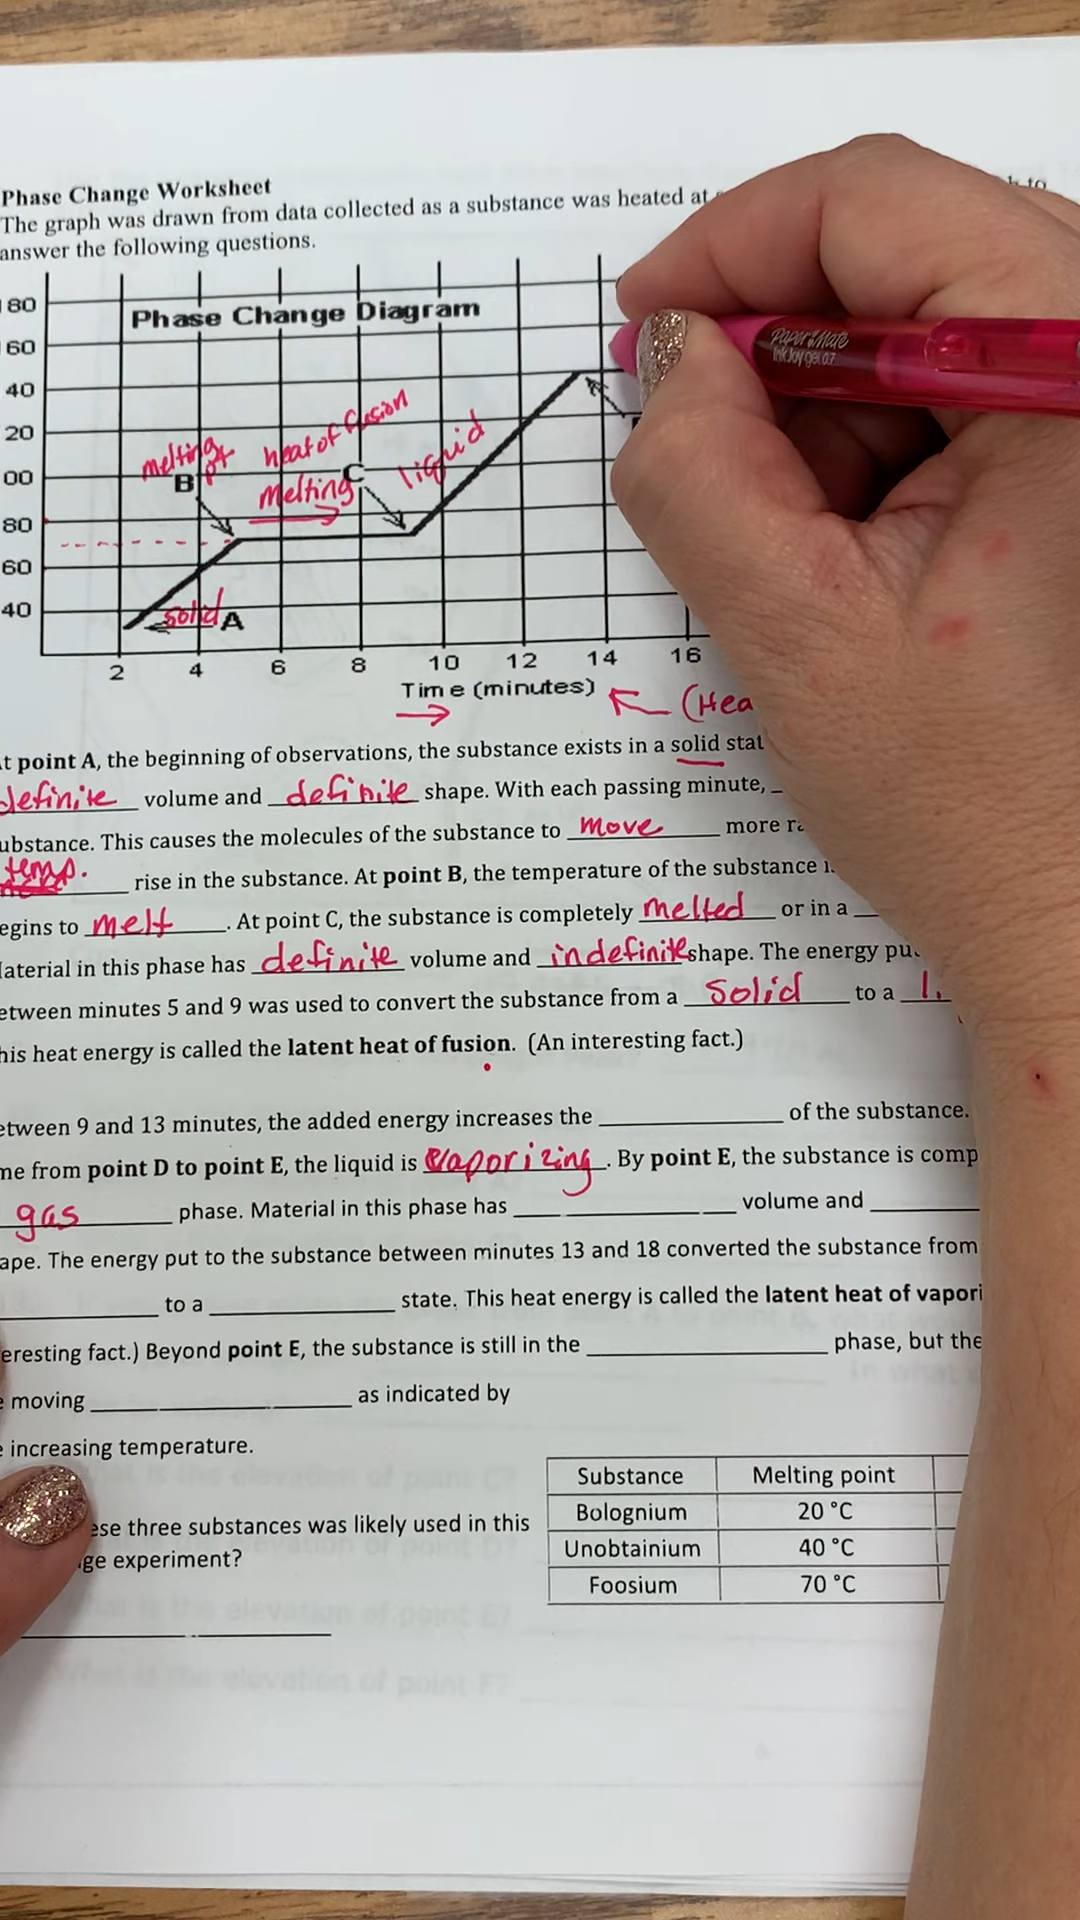 Phase Change Worksheet
The graph was drawn from data collected as a substance was heated at
answer the following questions.
80
Phase Change Diagram
60
40
20
00
80
60
40
melting pt
heat of fusion
liquid
B
melting
C
solid
A
2 4 6 8 10 12 14 16
Time (minutes)
(Hea
PaperMate
InkJoy gel 0.7
point A, the beginning of observations, the substance exists in a solid stat
definite volume and definite shape. With each passing minute,
ubstance. This causes the molecules of the substance to move more
temp. rise in the substance. At point B, the temperature of the substance
egins to melt. At point C, the substance is completely melted or in a
aterial in this phase has definite volume and indefinite shape. The energy pu
etween minutes 5 and 9 was used to convert the substance from a solid to a
his heat energy is called the latent heat of fusion. (An interesting fact.)
etween 9 and 13 minutes, the added energy increases the of the substance.
me from point D to point E, the liquid is vaporizing. By point E, the substance is comp
gas phase. Material in this phase has volume and
ape. The energy put to the substance between minutes 13 and 18 converted the substance from
to a state. This heat energy is called the latent heat of vapori
eresting fact.) Beyond point E, the substance is still in the phase, but the
moving as indicated by
increasing temperature.
ese three substances was likely used in this
ge experiment?
Substance Melting point
Bolognium 20 °C
Unobtainium 40 °C
Foosium 70 °C